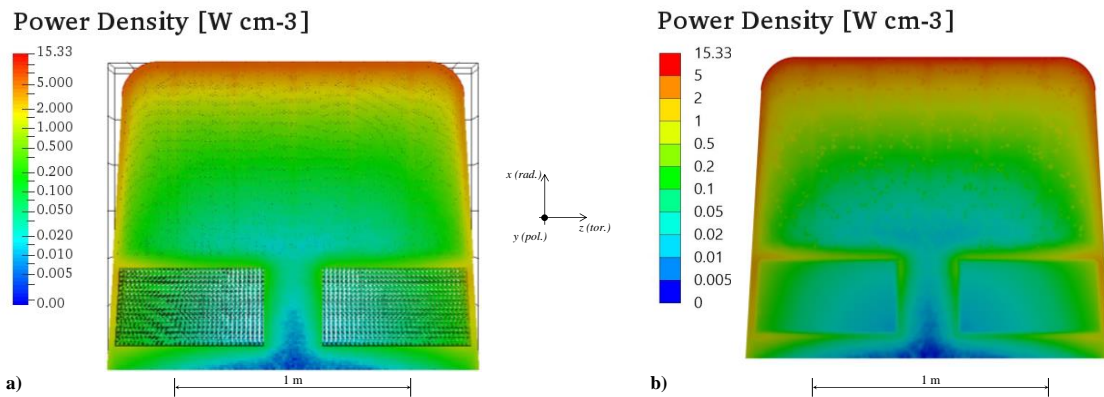 Power Density [W cm-3]
15.33
5.000
2.000
1.000
0.500
0.200
0.100
0.050
0.020
0.010
0.005
0.00
a)
1 m
x (rad.)
z (tor.)
y (pol.)
Power Density [W cm-3]
15.33
5
2
1
0.5
0.2
0.1
0.05
0.02
0.01
0.005
0
b)
1 m